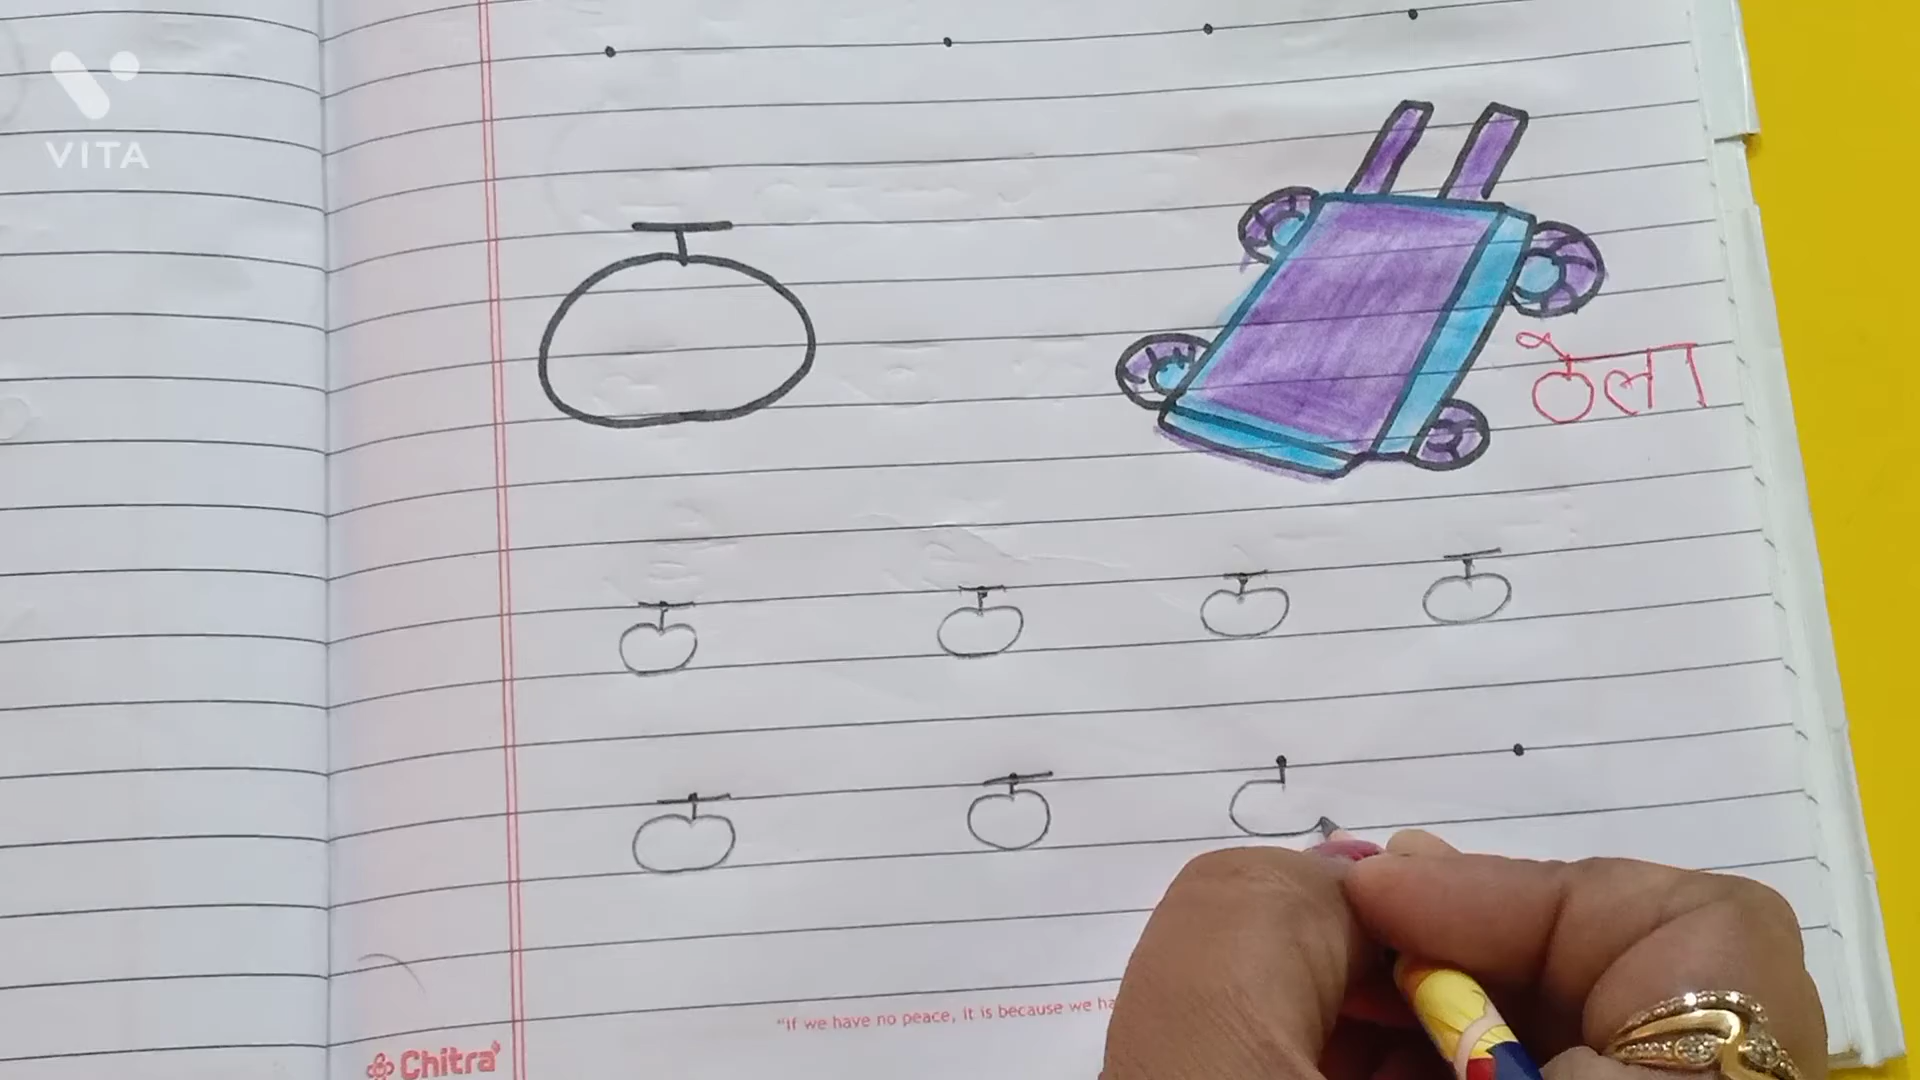 VITA
ठ
ठेला
ठ ठ ठ ठ
ठ ठ
"If we have no peace, it is because we ha
Chitra